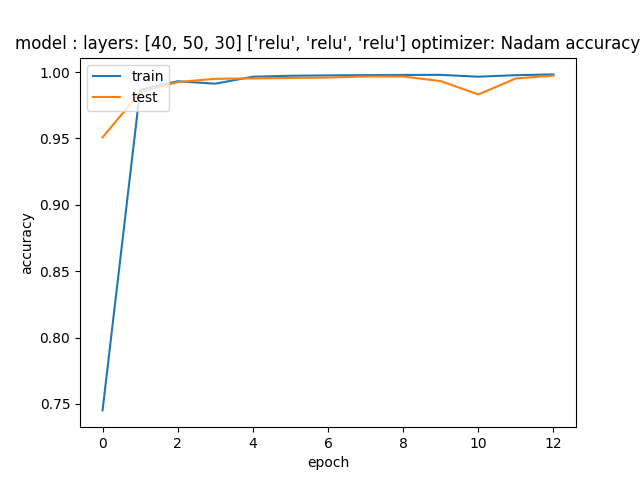 model : layers: [40, 50, 30] ['relu', 'relu', 'relu'] optimizer: Nadam accuracy
train
test
1.00
0.95
0.90
0.85
0.80
0.75
accuracy
0 2 4 6 8 10 12
epoch